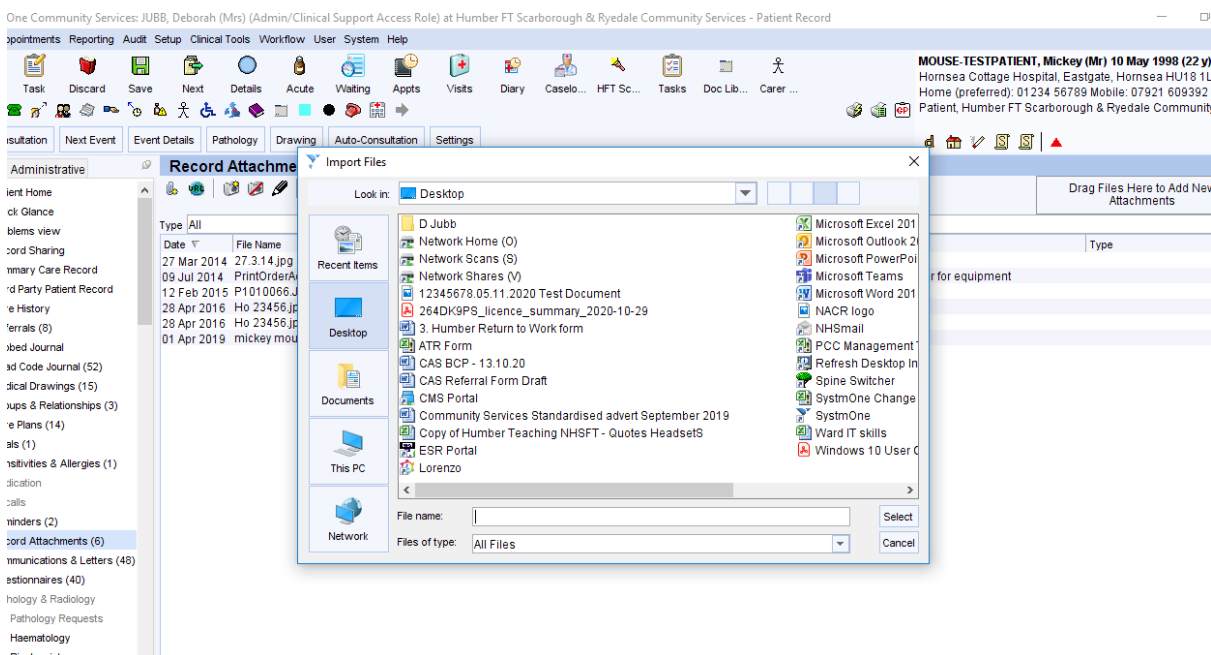 One Community Services: JUBB, Deborah (Mrs) (Admin/Clinical Support Access Role) at Humber FT Scarborough & Ryedale Community Services - Patient Record
ppointments Reporting Audit Setup Clinical Tools Workflow User System Help
Task Discard Save Next Details Acute Waiting Appts Visits Diary Caselo... HFT Sc... Tasks Doc Lib... Carer ...
MOUSE-TESTPATIENT, Mickey (Mr) 10 May 1998 (22 y)
Hornsea Cottage Hospital, Eastgate, Hornsea HU18 1L
Home (preferred): 01234 56789 Mobile: 07921 609392
Patient, Humber FT Scarborough & Ryedale Community
nsultation Next Event Event Details Pathology Drawing Auto-Consultation Settings
Administrative
ient Home
ick Glance
blems view
cord Sharing
nmary Care Record
rd Party Patient Record
e History
ferrals (8)
bbed Journal
ad Code Journal (52)
dical Drawings (15)
oups & Relationships (3)
re Plans (14)
als (1)
nsitivities & Allergies (1)
dication
calls
minders (2)
cord Attachments (6)
mmunications & Letters (48)
estionnaires (40)
hology & Radiology
Pathology Requests
Haematology
Record Attachme
URL
Drag Files Here to Add New
Attachments
Type All
Date File Name Type
27 Mar 2014 27.3.14.jpg
09 Jul 2014 PrintOrderA r for equipment
12 Feb 2015 P1010066.J
28 Apr 2016 Ho 23456.jp
28 Apr 2016 Ho 23456.jp
01 Apr 2019 mickey mou
Import Files
Look in: Desktop
Recent Items
Desktop
Documents
This PC
Network
D Jubb
Network Home (O)
Network Scans (S)
Network Shares (V)
12345678.05.11.2020 Test Document
264DK9PS_licence_summary_2020-10-29
3. Humber Return to Work form
ATR Form
CAS BCP - 13.10.20
CAS Referral Form Draft
CMS Portal
Community Services Standardised advert September 2019
Copy of Humber Teaching NHSFT - Quotes HeadsetS
ESR Portal
Lorenzo
Microsoft Excel 201
Microsoft Outlook 2
Microsoft PowerPoi
Microsoft Teams
Microsoft Word 201
NACR logo
NHSmail
PCC Management
Refresh Desktop In
Spine Switcher
SystmOne Change
SystmOne
Ward IT skills
Windows 10 User
File name: Select
Files of type: All Files Cancel